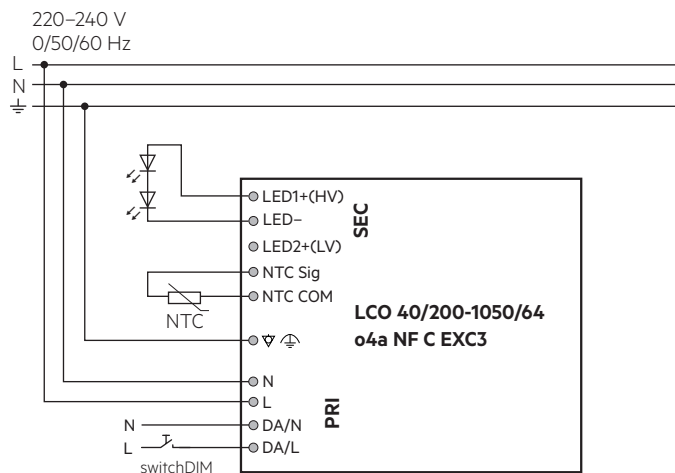 220–240 V
0/50/60 Hz
L
N
LED1+(HV)
LED–
LED2+(LV)
NTC Sig
NTC COM
NTC
SEC
LCO 40/200-1050/64
o4a NF C EXC3
N
L
PRI
N
DA/N
L
DA/L
switchDIM